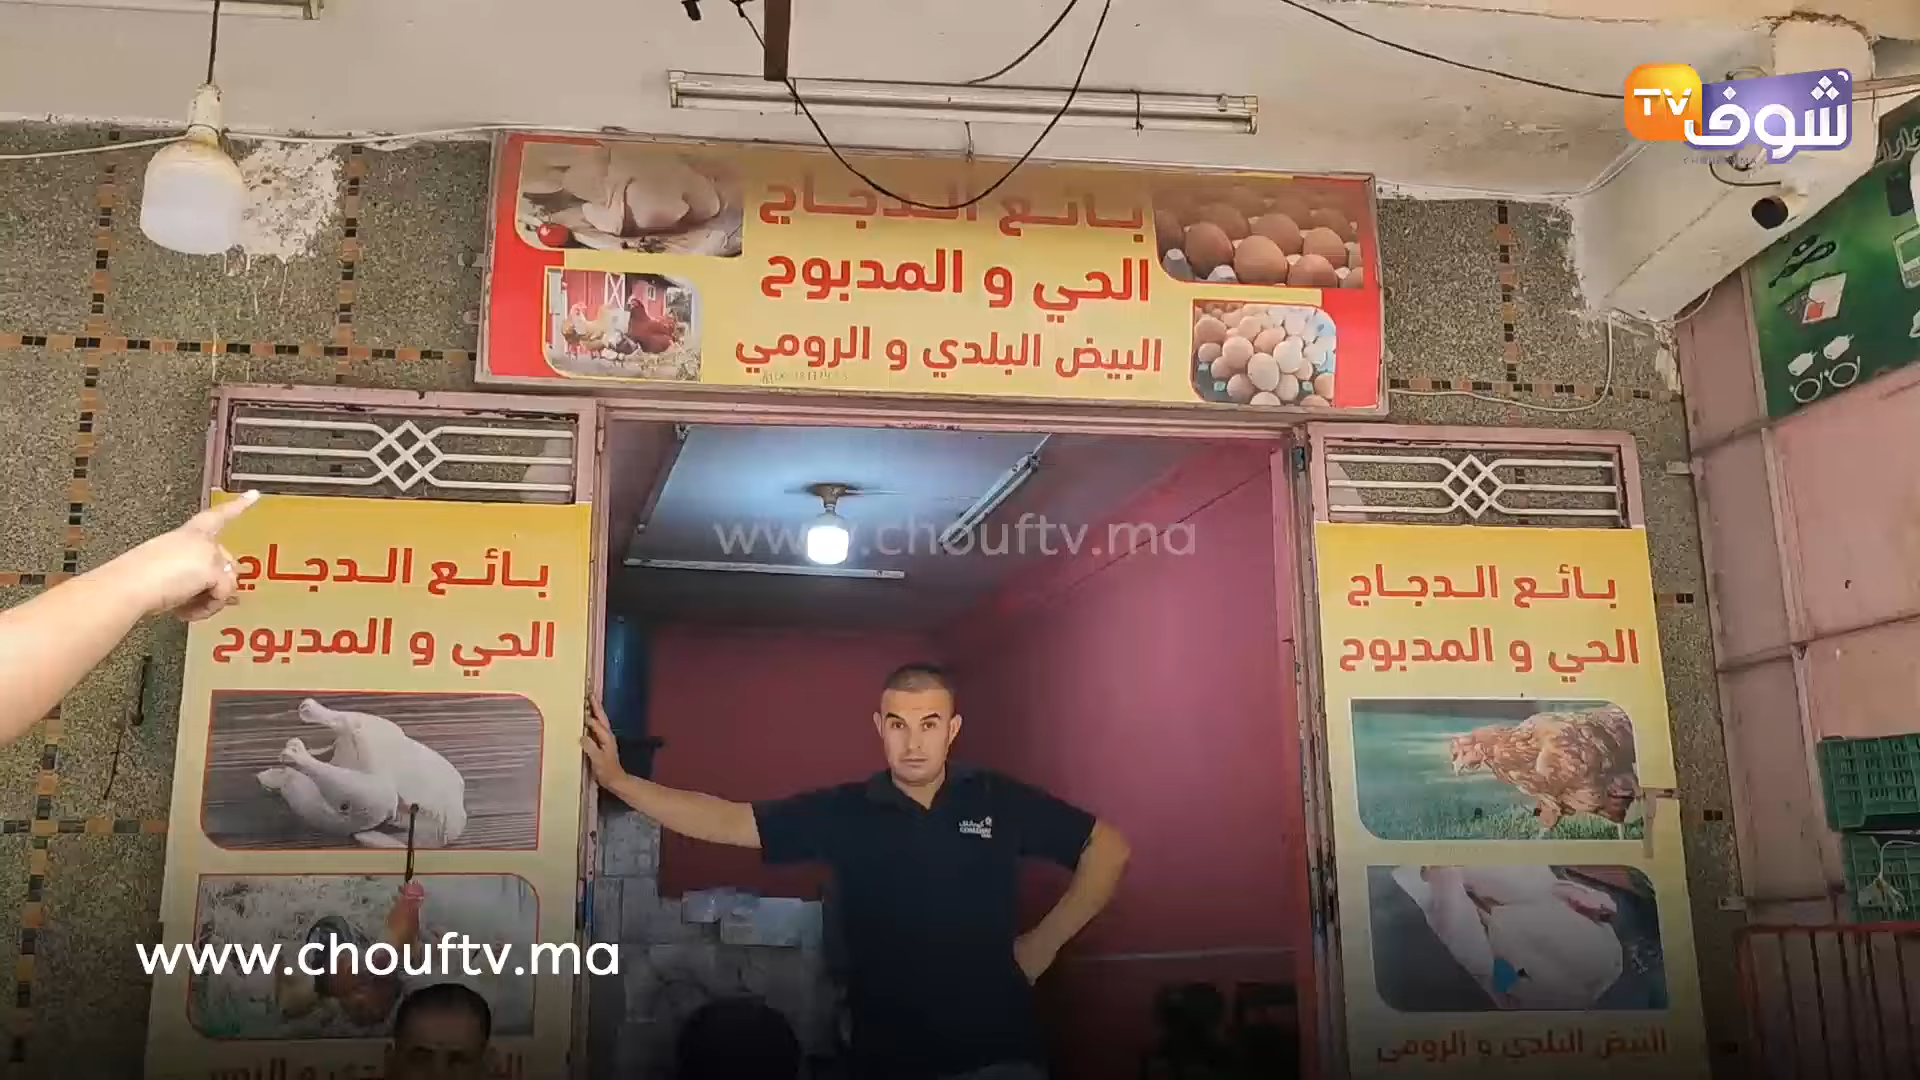 TV شوف
بائع الدجاج
الحي و المدبوح
البيض البلدي و الرومي
www.chouftv.ma
بائع الدجاج
الحي و المدبوح
بائع الدجاج
الحي و المدبوح
www.chouftv.ma
البيض البلدي و الرومي